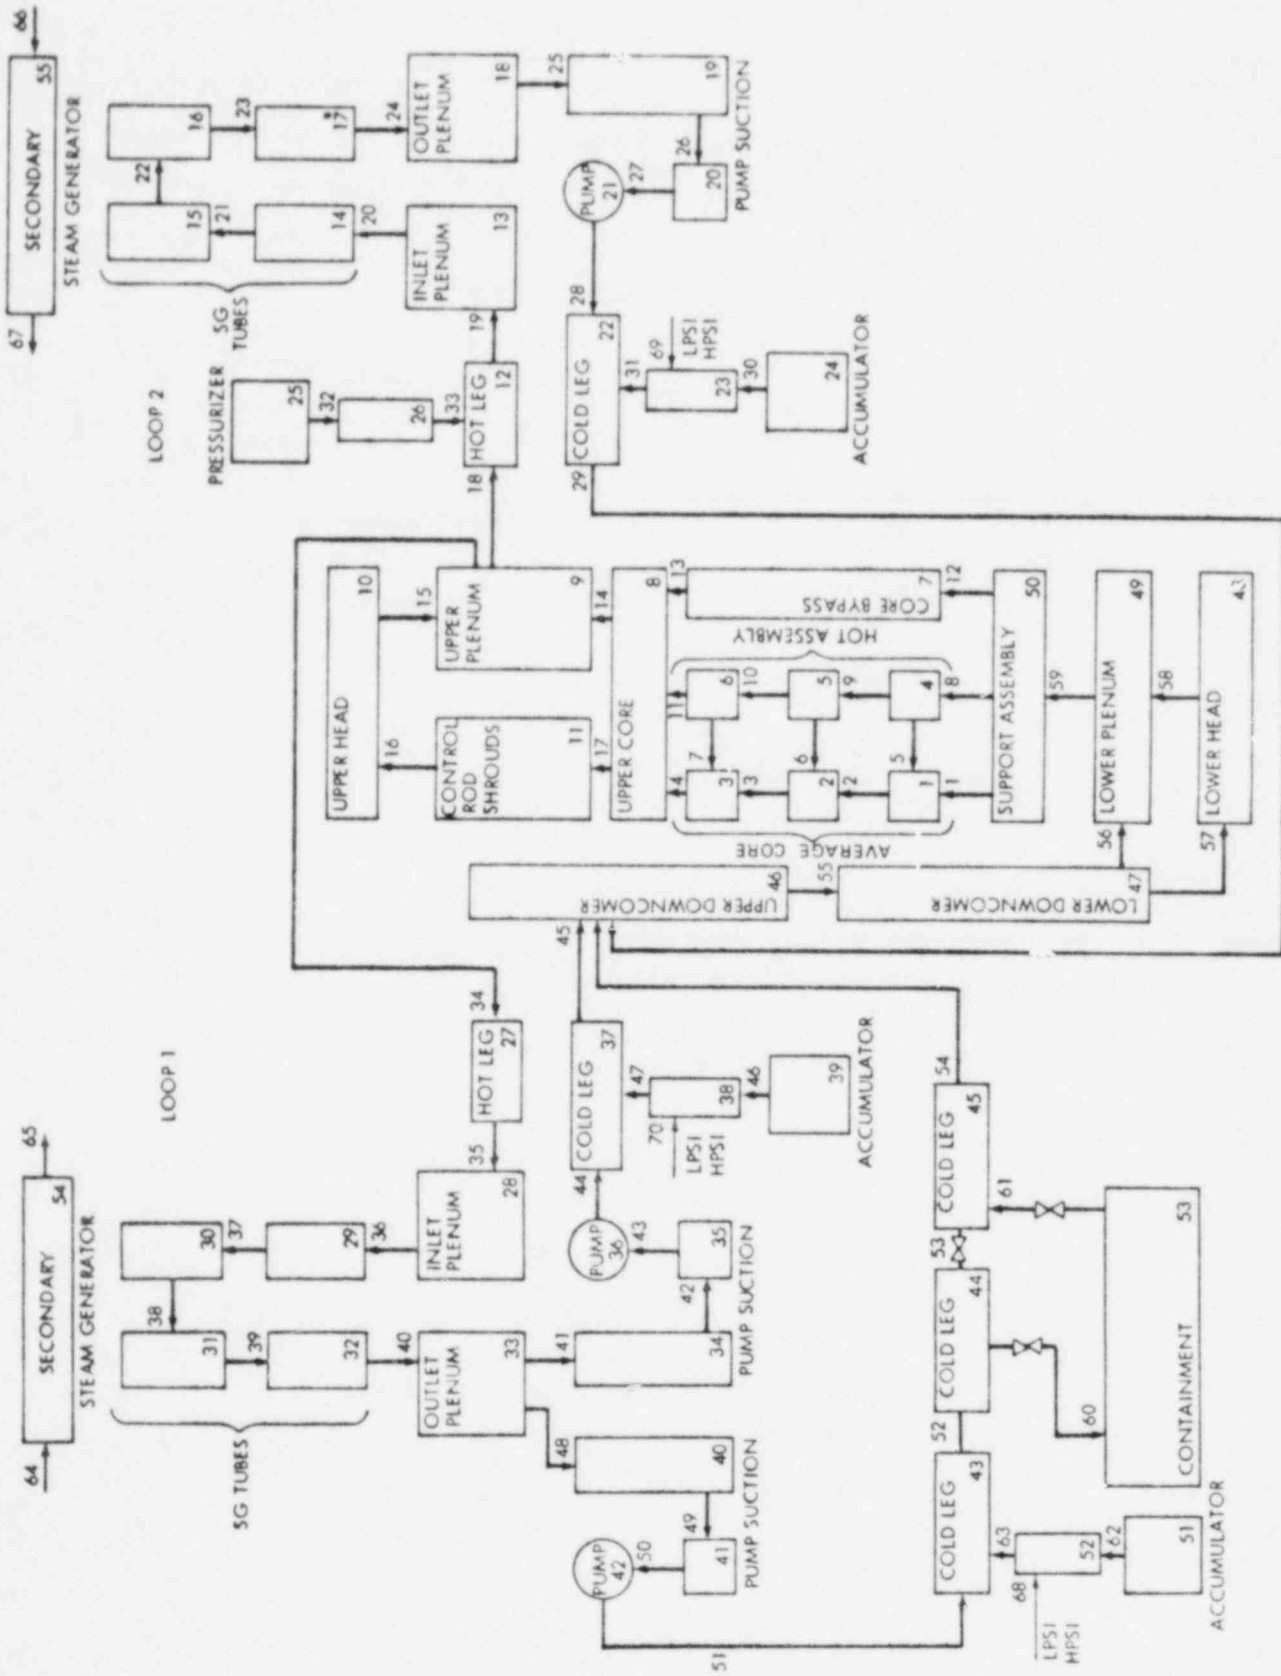 64
SECONDARY
54
65
STEAM GENERATOR
LOOP 1
SG TUBES
38
37
31
30
39
32
29
40
36
OUTLET
PLENUM
33
INLET
PLENUM
28
35
HOT LEG
27
34
48
41
40
34
PUMP SUCTION
49
41
PUMP SUCTION
42
35
43
50
PUMP
42
PUMP
36
44
COLD LEG
37
45
47
70
LPSI
HPSI
38
46
39
ACCUMULATOR
51
COLD LEG
43
52
COLD LEG
44
53
COLD LEG
45
54
63
68
LPSI
HPSI
52
62
51
ACCUMULATOR
60
61
CONTAINMENT
53
UPPER HEAD
10
16
15
CONTROL
ROD
SHROUDS
11
UPPER
PLENUM
9
17
14
UPPER CORE
8
4
11
13
AVERAGE CORE
HOT ASSEMBLY
3
7
6
3
10
2
6
5
2
9
1
5
4
1
8
CORE BYPASS
7
12
SUPPORT ASSEMBLY
50
59
LOWER PLENUM
49
58
LOWER HEAD
43
UPPER DOWNCOMER
46
55
LOWER DOWNCOMER
47
56
57
67
SECONDARY
55
66
STEAM GENERATOR
LOOP 2
PRESSURIZER
25
32
26
33
18
HOT LEG
12
19
SG
TUBES
22
15
16
21
23
14
17
20
24
INLET
PLENUM
13
OUTLET
PLENUM
18
25
19
PUMP SUCTION
26
20
27
PUMP
21
28
COLD LEG
22
29
31
69
LPSI
HPSI
23
30
24
ACCUMULATOR